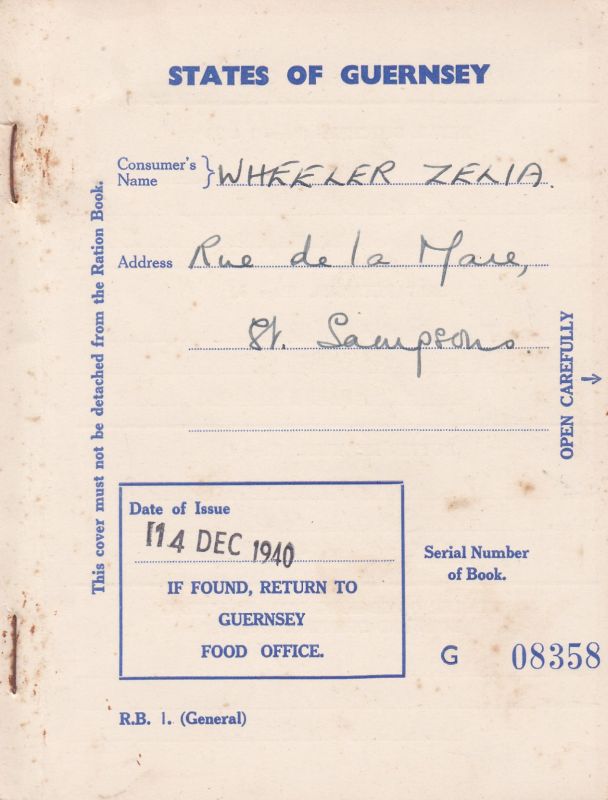 STATES OF GUERNSEY
Consumer's Name } WHEELER ZELIA.
Address Rue de la Mare,
St. Sampsons.
This cover must not be detached from the Ration Book.
OPEN CAREFULLY →
Date of Issue
14 DEC 1940
IF FOUND, RETURN TO
GUERNSEY
FOOD OFFICE.
Serial Number
of Book.
G 08358
R.B. 1. (General)